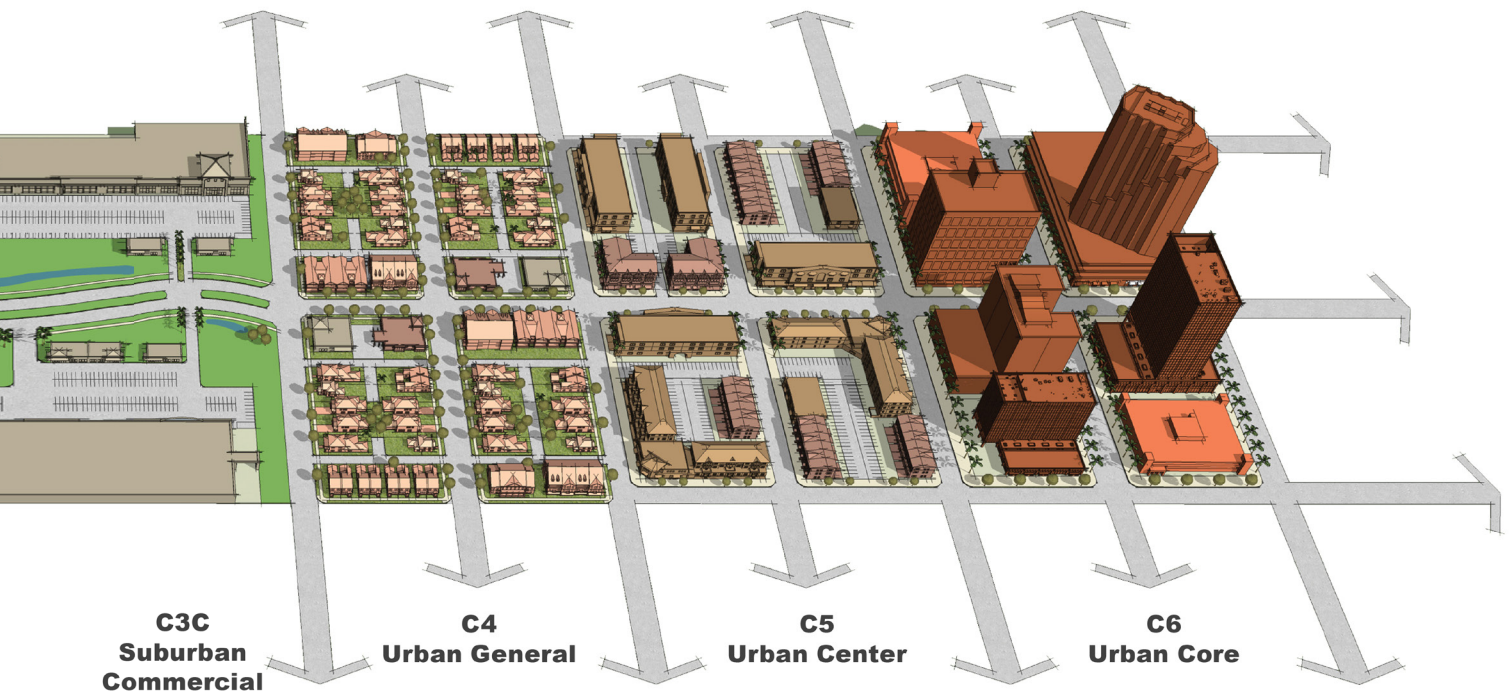 C3C
Suburban
Commercial
C4
Urban General
C5
Urban Center
C6
Urban Core